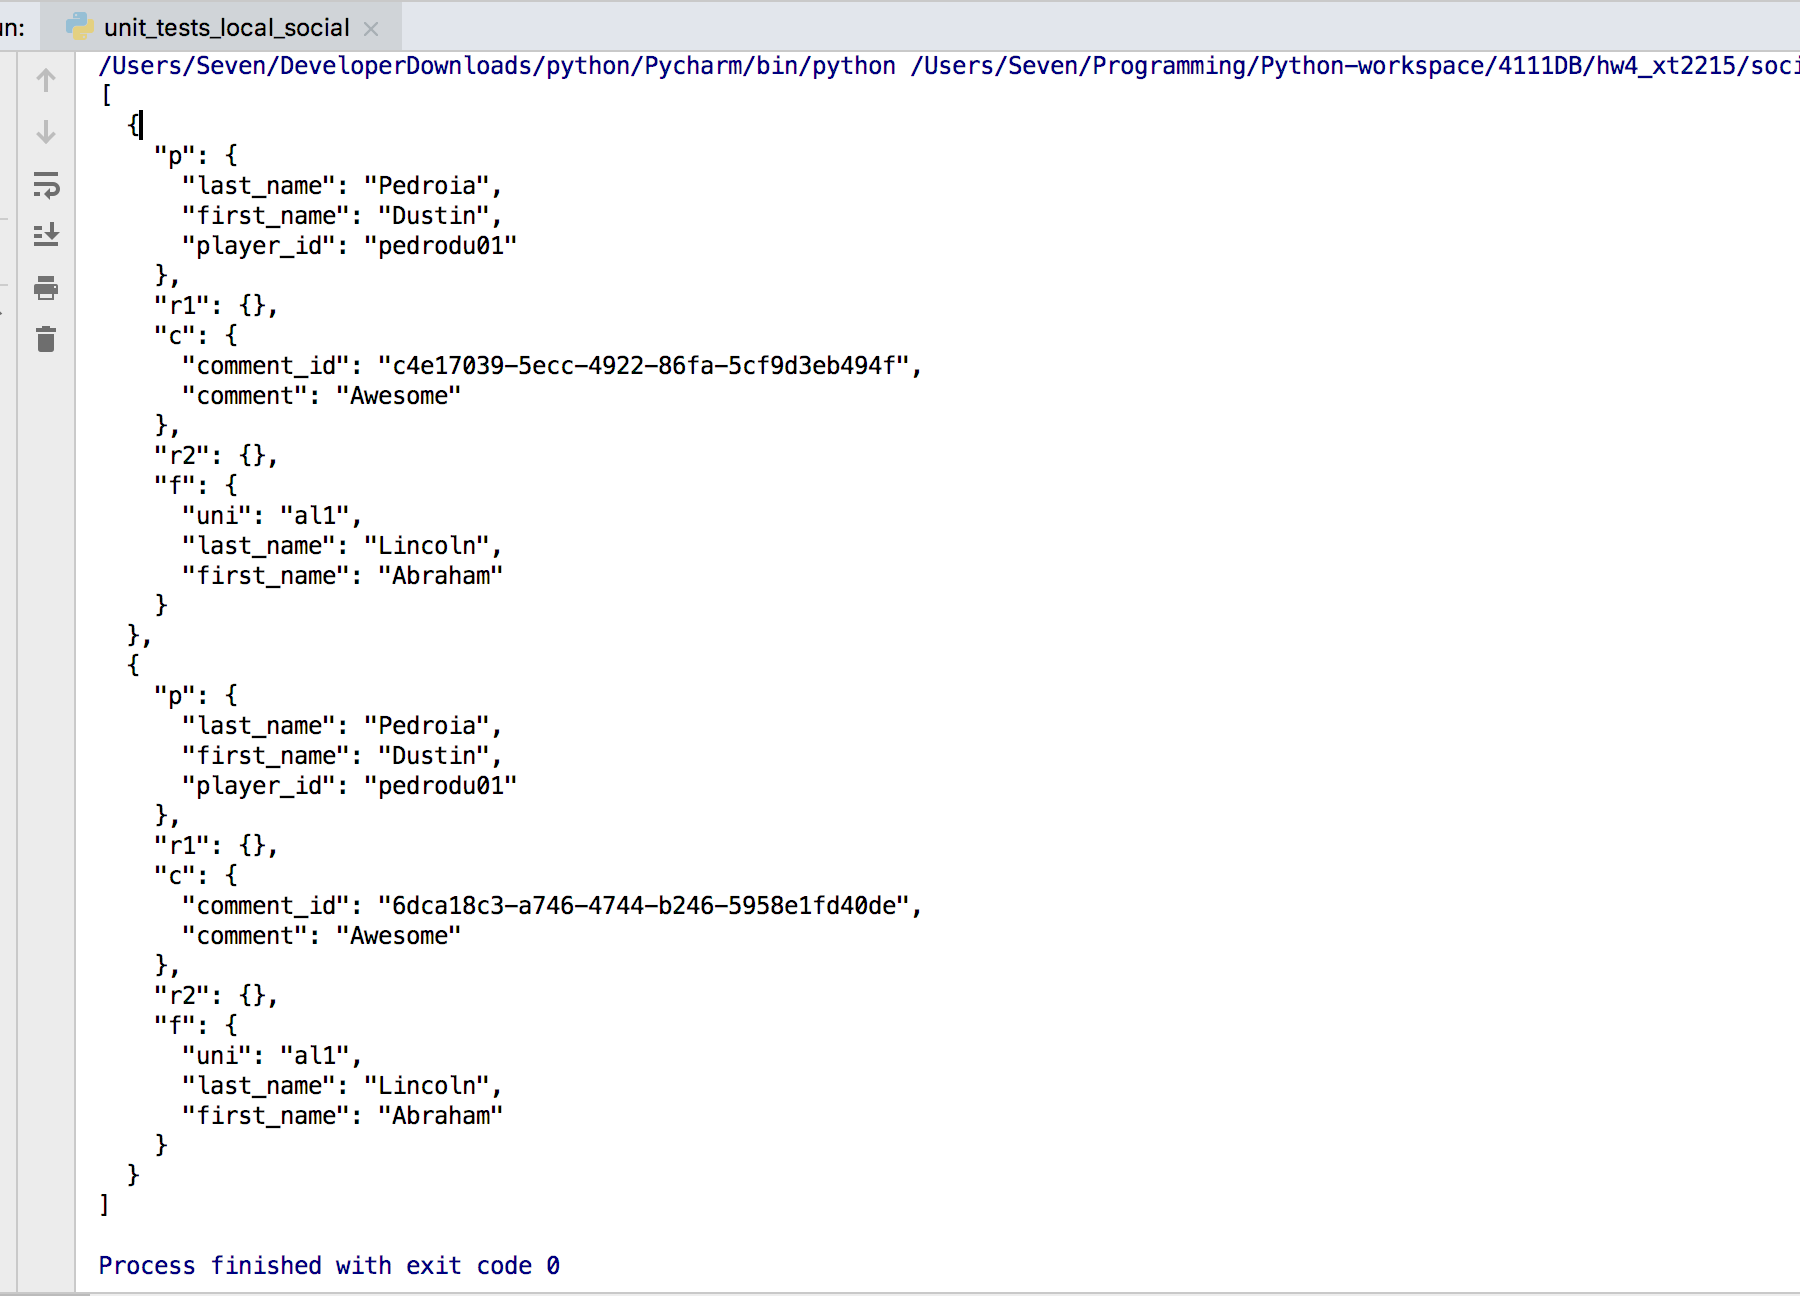 un:
unit_tests_local_social
/Users/Seven/DeveloperDownloads/python/Pycharm/bin/python /Users/Seven/Programming/Python-workspace/4111DB/hw4_xt2215/soci
[
  {
    "p": {
      "last_name": "Pedroia",
      "first_name": "Dustin",
      "player_id": "pedrodu01"
    },
    "r1": {},
    "c": {
      "comment_id": "c4e17039-5ecc-4922-86fa-5cf9d3eb494f",
      "comment": "Awesome"
    },
    "r2": {},
    "f": {
      "uni": "al1",
      "last_name": "Lincoln",
      "first_name": "Abraham"
    }
  },
  {
    "p": {
      "last_name": "Pedroia",
      "first_name": "Dustin",
      "player_id": "pedrodu01"
    },
    "r1": {},
    "c": {
      "comment_id": "6dca18c3-a746-4744-b246-5958e1fd40de",
      "comment": "Awesome"
    },
    "r2": {},
    "f": {
      "uni": "al1",
      "last_name": "Lincoln",
      "first_name": "Abraham"
    }
  }
]
Process finished with exit code 0